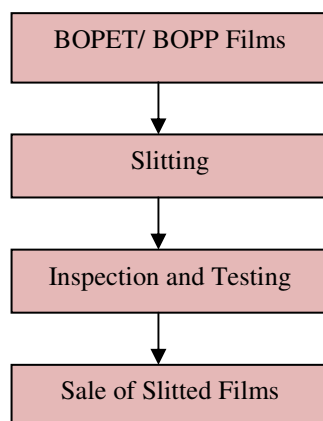 BOPET/ BOPP Films
Slitting
Inspection and Testing
Sale of Slitted Films